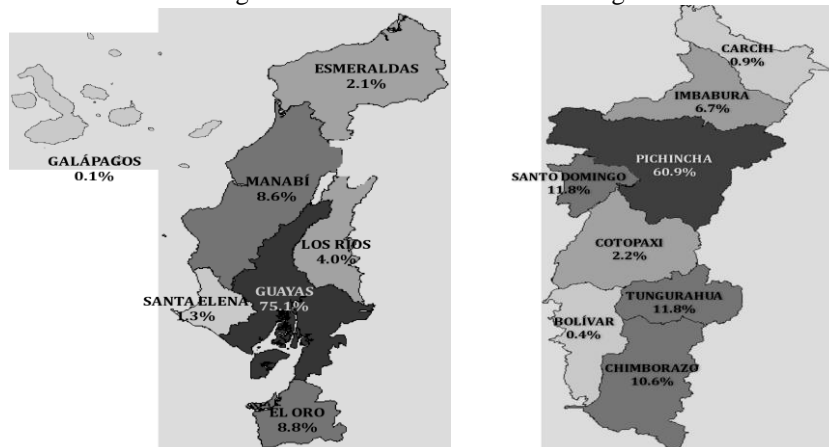 ESMERALDAS
2.1%
GALÁPAGOS
0.1%
MANABÍ
8.6%
LOS RIOS
4.0%
GUAYAS
75.1%
SANTA ELENA
1.3%
EL ORO
8.8%
CARCHI
0.9%
IMBABURA
6.7%
PICHINCHA
60.9%
SANTO DOMINGO
11.8%
COTOPAXI
2.2%
TUNGURAHUA
11.8%
BOLÍVAR
0.4%
CHIMBORAZO
10.6%